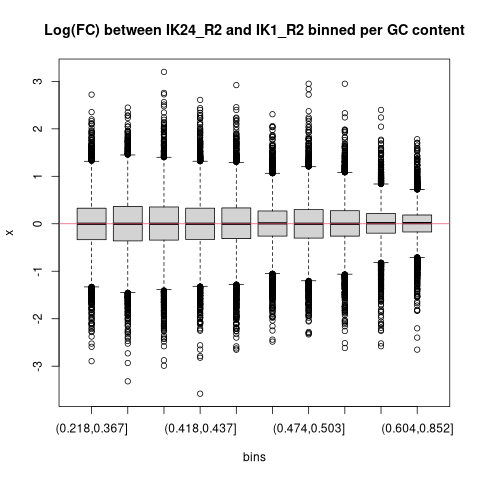 Log(FC) between IK24_R2 and IK1_R2 binned per GC content
3
2
1
0
-1
-2
-3
x
(0.218,0.367] (0.418,0.437] (0.474,0.503] (0.604,0.852]
bins